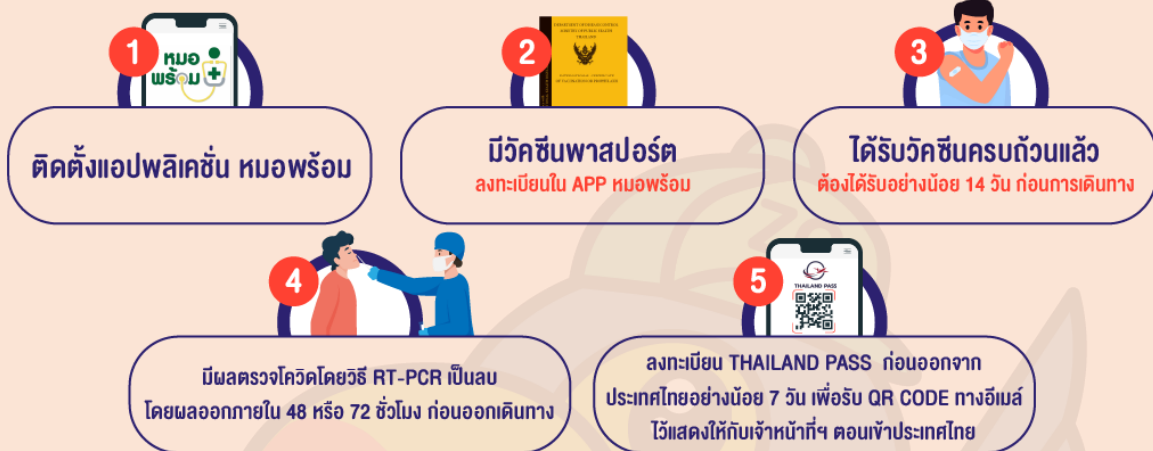 1
หมอ
พร้อม
ติดตั้งแอปพลิเคชั่น หมอพร้อม
2
THAILAND
มีวัคซีนพาสปอร์ต
ลงทะเบียนใน APP หมอพร้อม
3
ได้รับวัคซีนครบถ้วนแล้ว
ต้องได้รับอย่างน้อย 14 วัน ก่อนการเดินทาง
4
มีผลตรวจโควิดโดยวิธี RT-PCR เป็นลบ
โดยผลออกภายใน 48 หรือ 72 ชั่วโมง ก่อนออกเดินทาง
5
THAILAND PASS
ลงทะเบียน THAILAND PASS ก่อนออกจาก
ประเทศไทยอย่างน้อย 7 วัน เพื่อรับ QR CODE ทางอีเมล์
ไว้แสดงให้กับเจ้าหน้าที่ฯ ตอนเข้าประเทศไทย